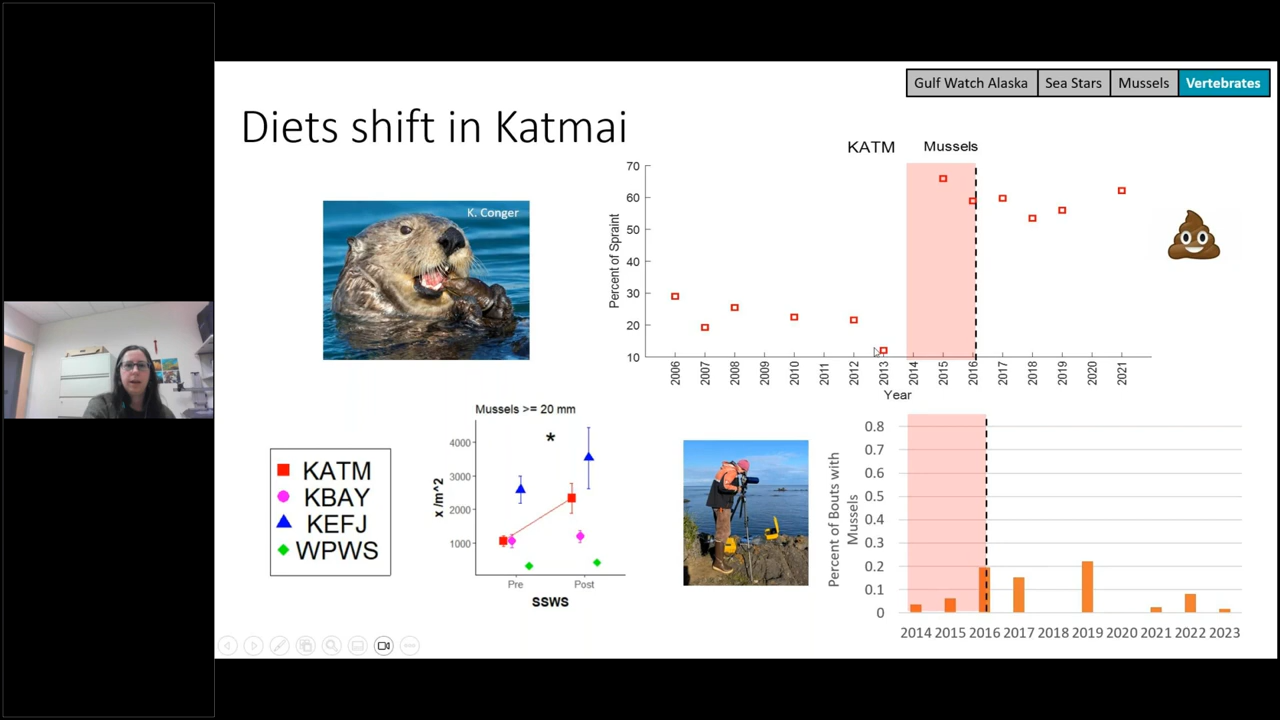 Gulf Watch Alaska Sea Stars Mussels Vertebrates
Diets shift in Katmai
K. Conger
KATM Mussels
Percent of Spraint
70
60
50
40
30
20
10
2006 2007 2008 2009 2010 2011 2012 2013 2014 2015 2016 2017 2018 2019 2020 2021
Year
KATM
KBAY
KEFJ
WPWS
Mussels >= 20 mm
*
x /m^2
4000
3000
2000
1000
Pre Post
SSWS
Percent of Bouts with
Mussels
0.8
0.7
0.6
0.5
0.4
0.3
0.2
0.1
0
2014 2015 2016 2017 2018 2019 2020 2021 2022 2023